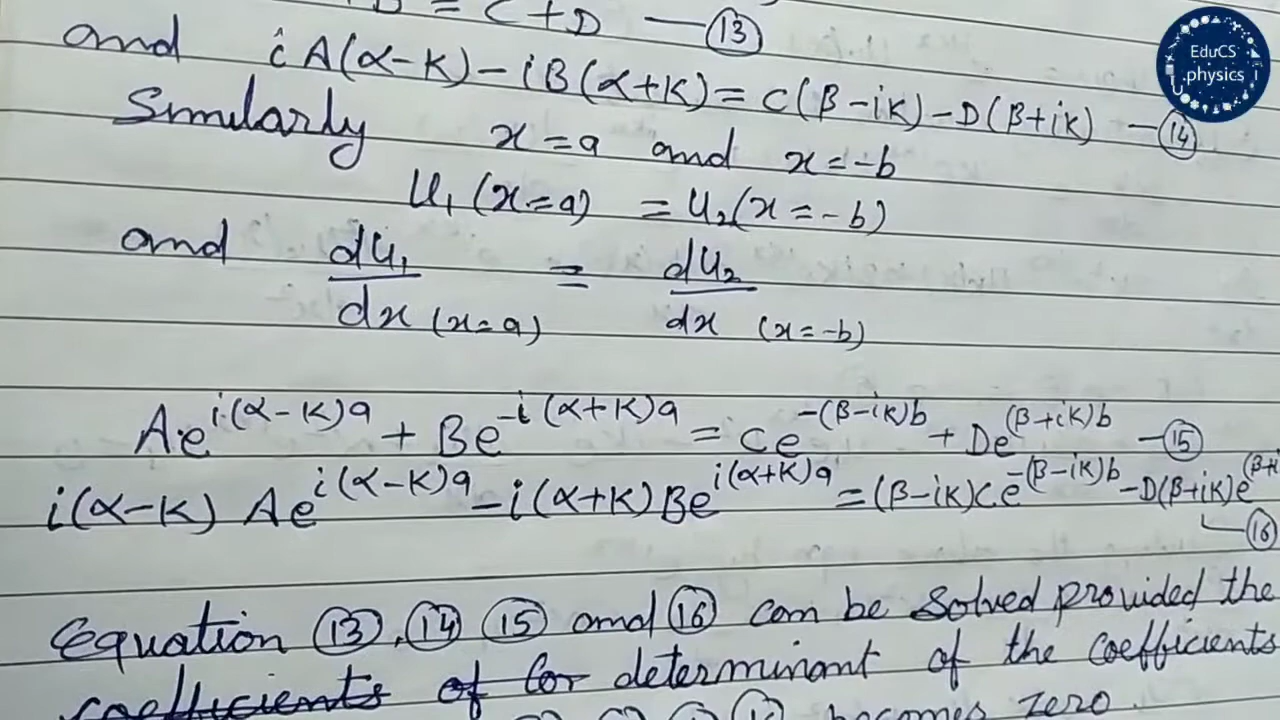 B = C + D — (13)
and iA(α-K) - iB(α+K) = C(β-iK) - D(β+iK) — (14)
Similarly x = a and x = -b
U₁(x=a) = U₂(x=-b)
and dU₁/dx (x=a) = dU₂/dx (x=-b)
Ae^{i(α-K)a} + Be^{-i(α+K)a} = Ce^{-(β-iK)b} + De^{(β+iK)b} — (15)
i(α-K) Ae^{i(α-K)a} - i(α+K)Be^{i(α+K)a} = (β-iK)Ce^{-(β-iK)b} - D(β+iK)e^{(β+i
(16)
Equation (13), (14) (15) and (16) can be solved provided the
coefficients of for determinant of the coefficients
becomes zero.
EduCS
.physics